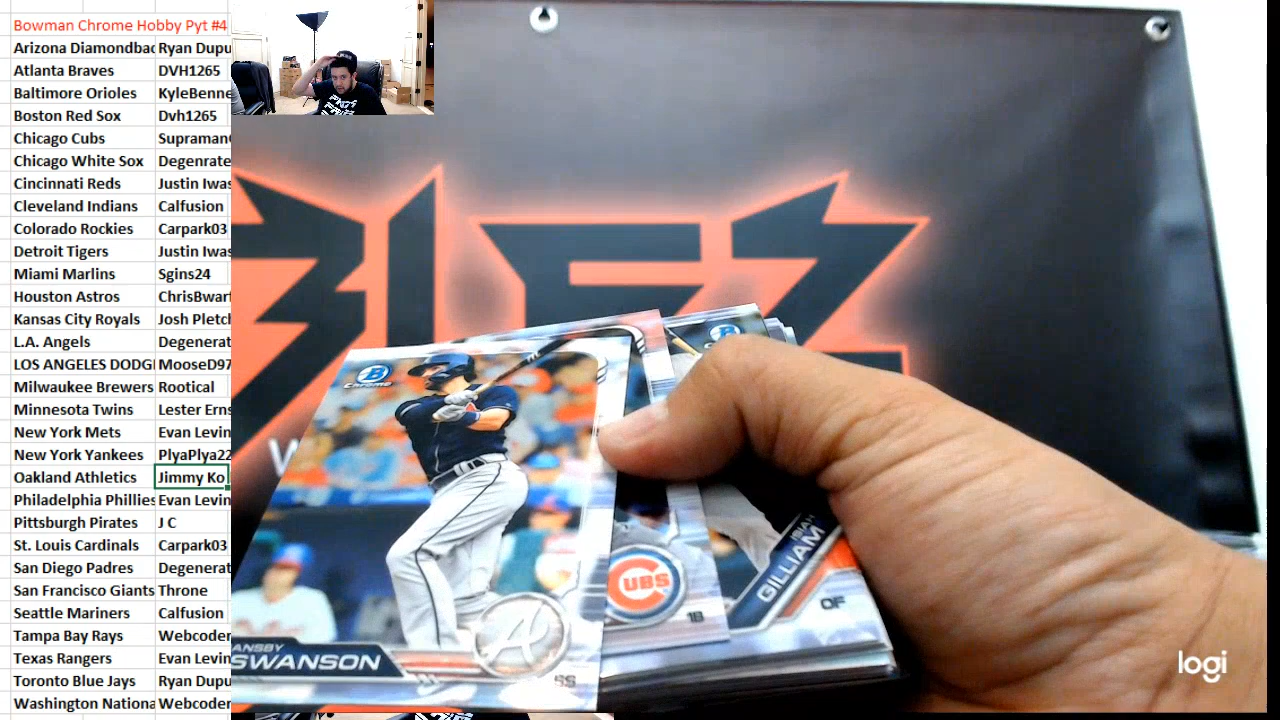 Bowman Chrome Hobby Pyt #4
Arizona Diamondbac Ryan Dupu
Atlanta Braves DVH1265
Baltimore Orioles KyleBenne
Boston Red Sox Dvh1265
Chicago Cubs Supraman
Chicago White Sox Degenrate
Cincinnati Reds Justin Iwas
Cleveland Indians Calfusion
Colorado Rockies Carpark03
Detroit Tigers Justin Iwas
Miami Marlins Sgins24
Houston Astros ChrisBwart
Kansas City Royals Josh Pletch
L.A. Angels Degenerat
LOS ANGELES DODG MooseD97
Milwaukee Brewers Rootical
Minnesota Twins Lester Erns
New York Mets Evan Levin
New York Yankees PlyaPlya22
Oakland Athletics Jimmy Ko
Philadelphia Phillies Evan Levin
Pittsburgh Pirates J C
St. Louis Cardinals Carpark03
San Diego Padres Degenerat
San Francisco Giants Throne
Seattle Mariners Calfusion
Tampa Bay Rays Webcoder
Texas Rangers Evan Levin
Toronto Blue Jays Ryan Dupu
Washington Nationa Webcoder
B
Chrome
ANSBY
SWANSON
A
SS
CUBS
1B
GILLIAM
OF
logi